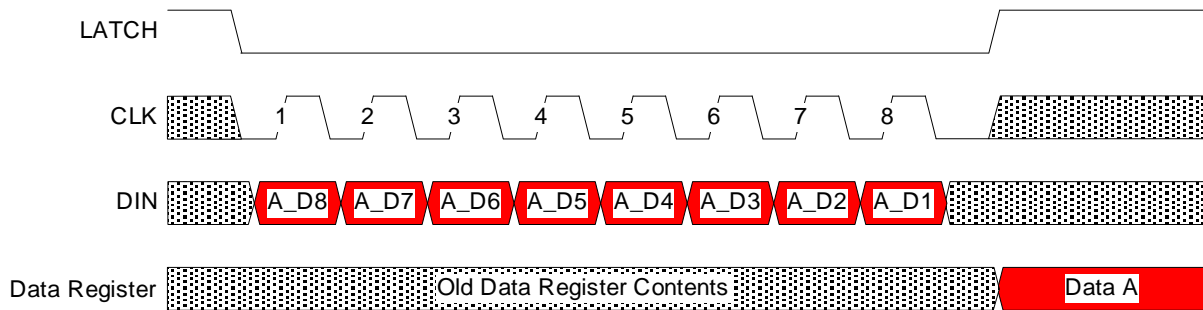 LATCH
CLK 1 2 3 4 5 6 7 8
DIN A_D8 A_D7 A_D6 A_D5 A_D4 A_D3 A_D2 A_D1
Data Register Old Data Register Contents Data A